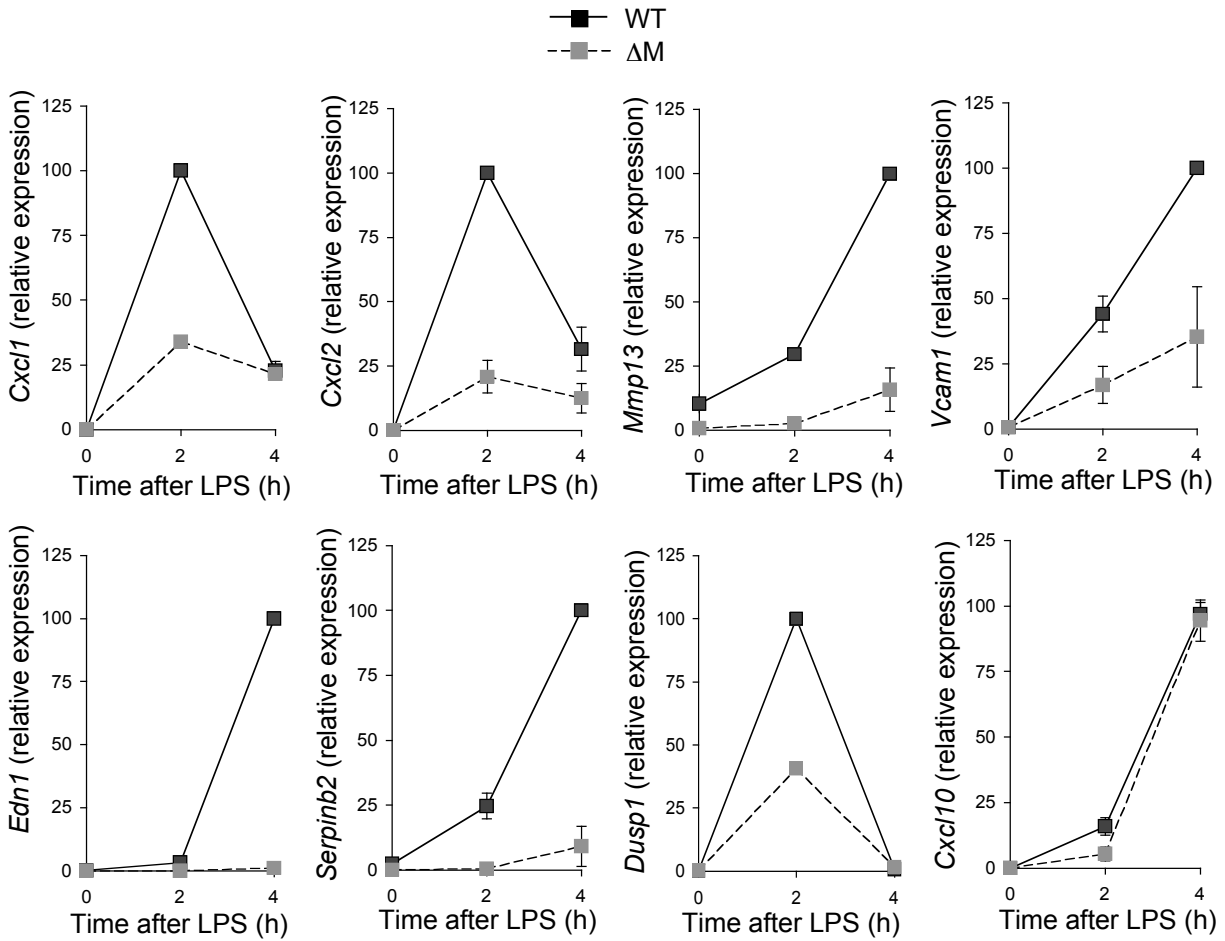 WT
ΔM
Cxcl1 (relative expression)
125
100
75
50
25
0
0 2 4
Time after LPS (h)
Cxcl2 (relative expression)
125
100
75
50
25
0
0 2 4
Time after LPS (h)
Mmp13 (relative expression)
125
100
75
50
25
0
0 2 4
Time after LPS (h)
Vcam1 (relative expression)
125
100
75
50
25
0
0 2 4
Time after LPS (h)
Edn1 (relative expression)
125
100
75
50
25
0
0 2 4
Time after LPS (h)
Serpinb2 (relative expression)
125
100
75
50
25
0
0 2 4
Time after LPS (h)
Dusp1 (relative expression)
125
100
75
50
25
0
0 2 4
Time after LPS (h)
Cxcl10 (relative expression)
125
100
75
50
25
0
0 2 4
Time after LPS (h)